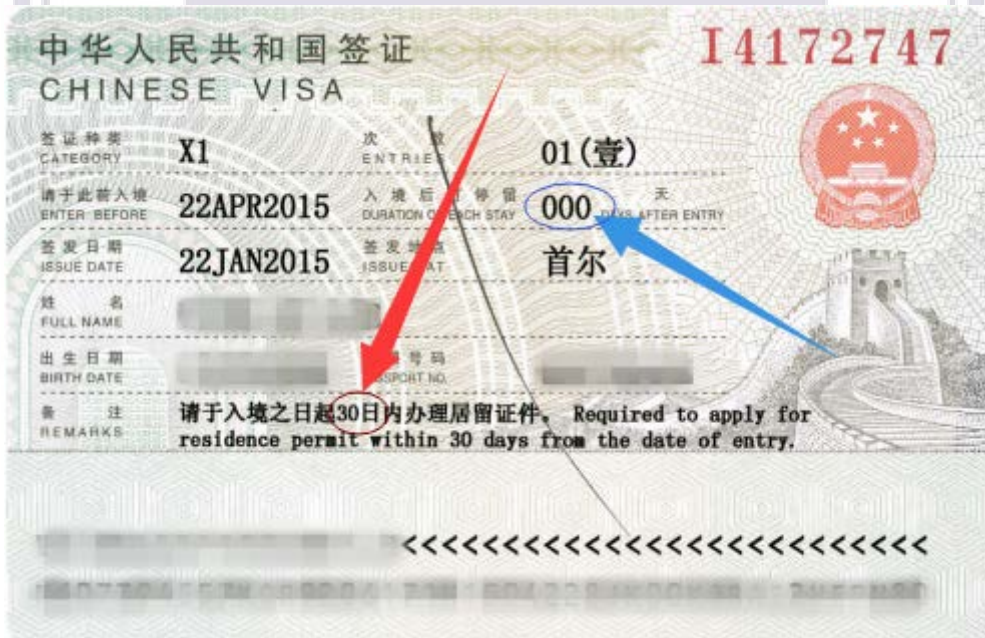 中华人民共和国签证 I4172747
CHINESE VISA
签证种类 X1 次 数 01(壹)
CATEGORY ENTRIES
请于此前入境 22APR2015 入境后 停留 000 天
ENTER BEFORE DURATION EACH STAY DAYS AFTER ENTRY
签发日期 22JAN2015 签发地点 首尔
ISSUE DATE ISSUE AT
姓 名
FULL NAME
出生日期 号码
BIRTH DATE PASSPORT NO.
备 注 请于入境之日起30日内办理居留证件。 Required to apply for
REMARKS residence permit within 30 days from the date of entry.
<<<<<<<<<<<<<<<<<<<<<<<<<<